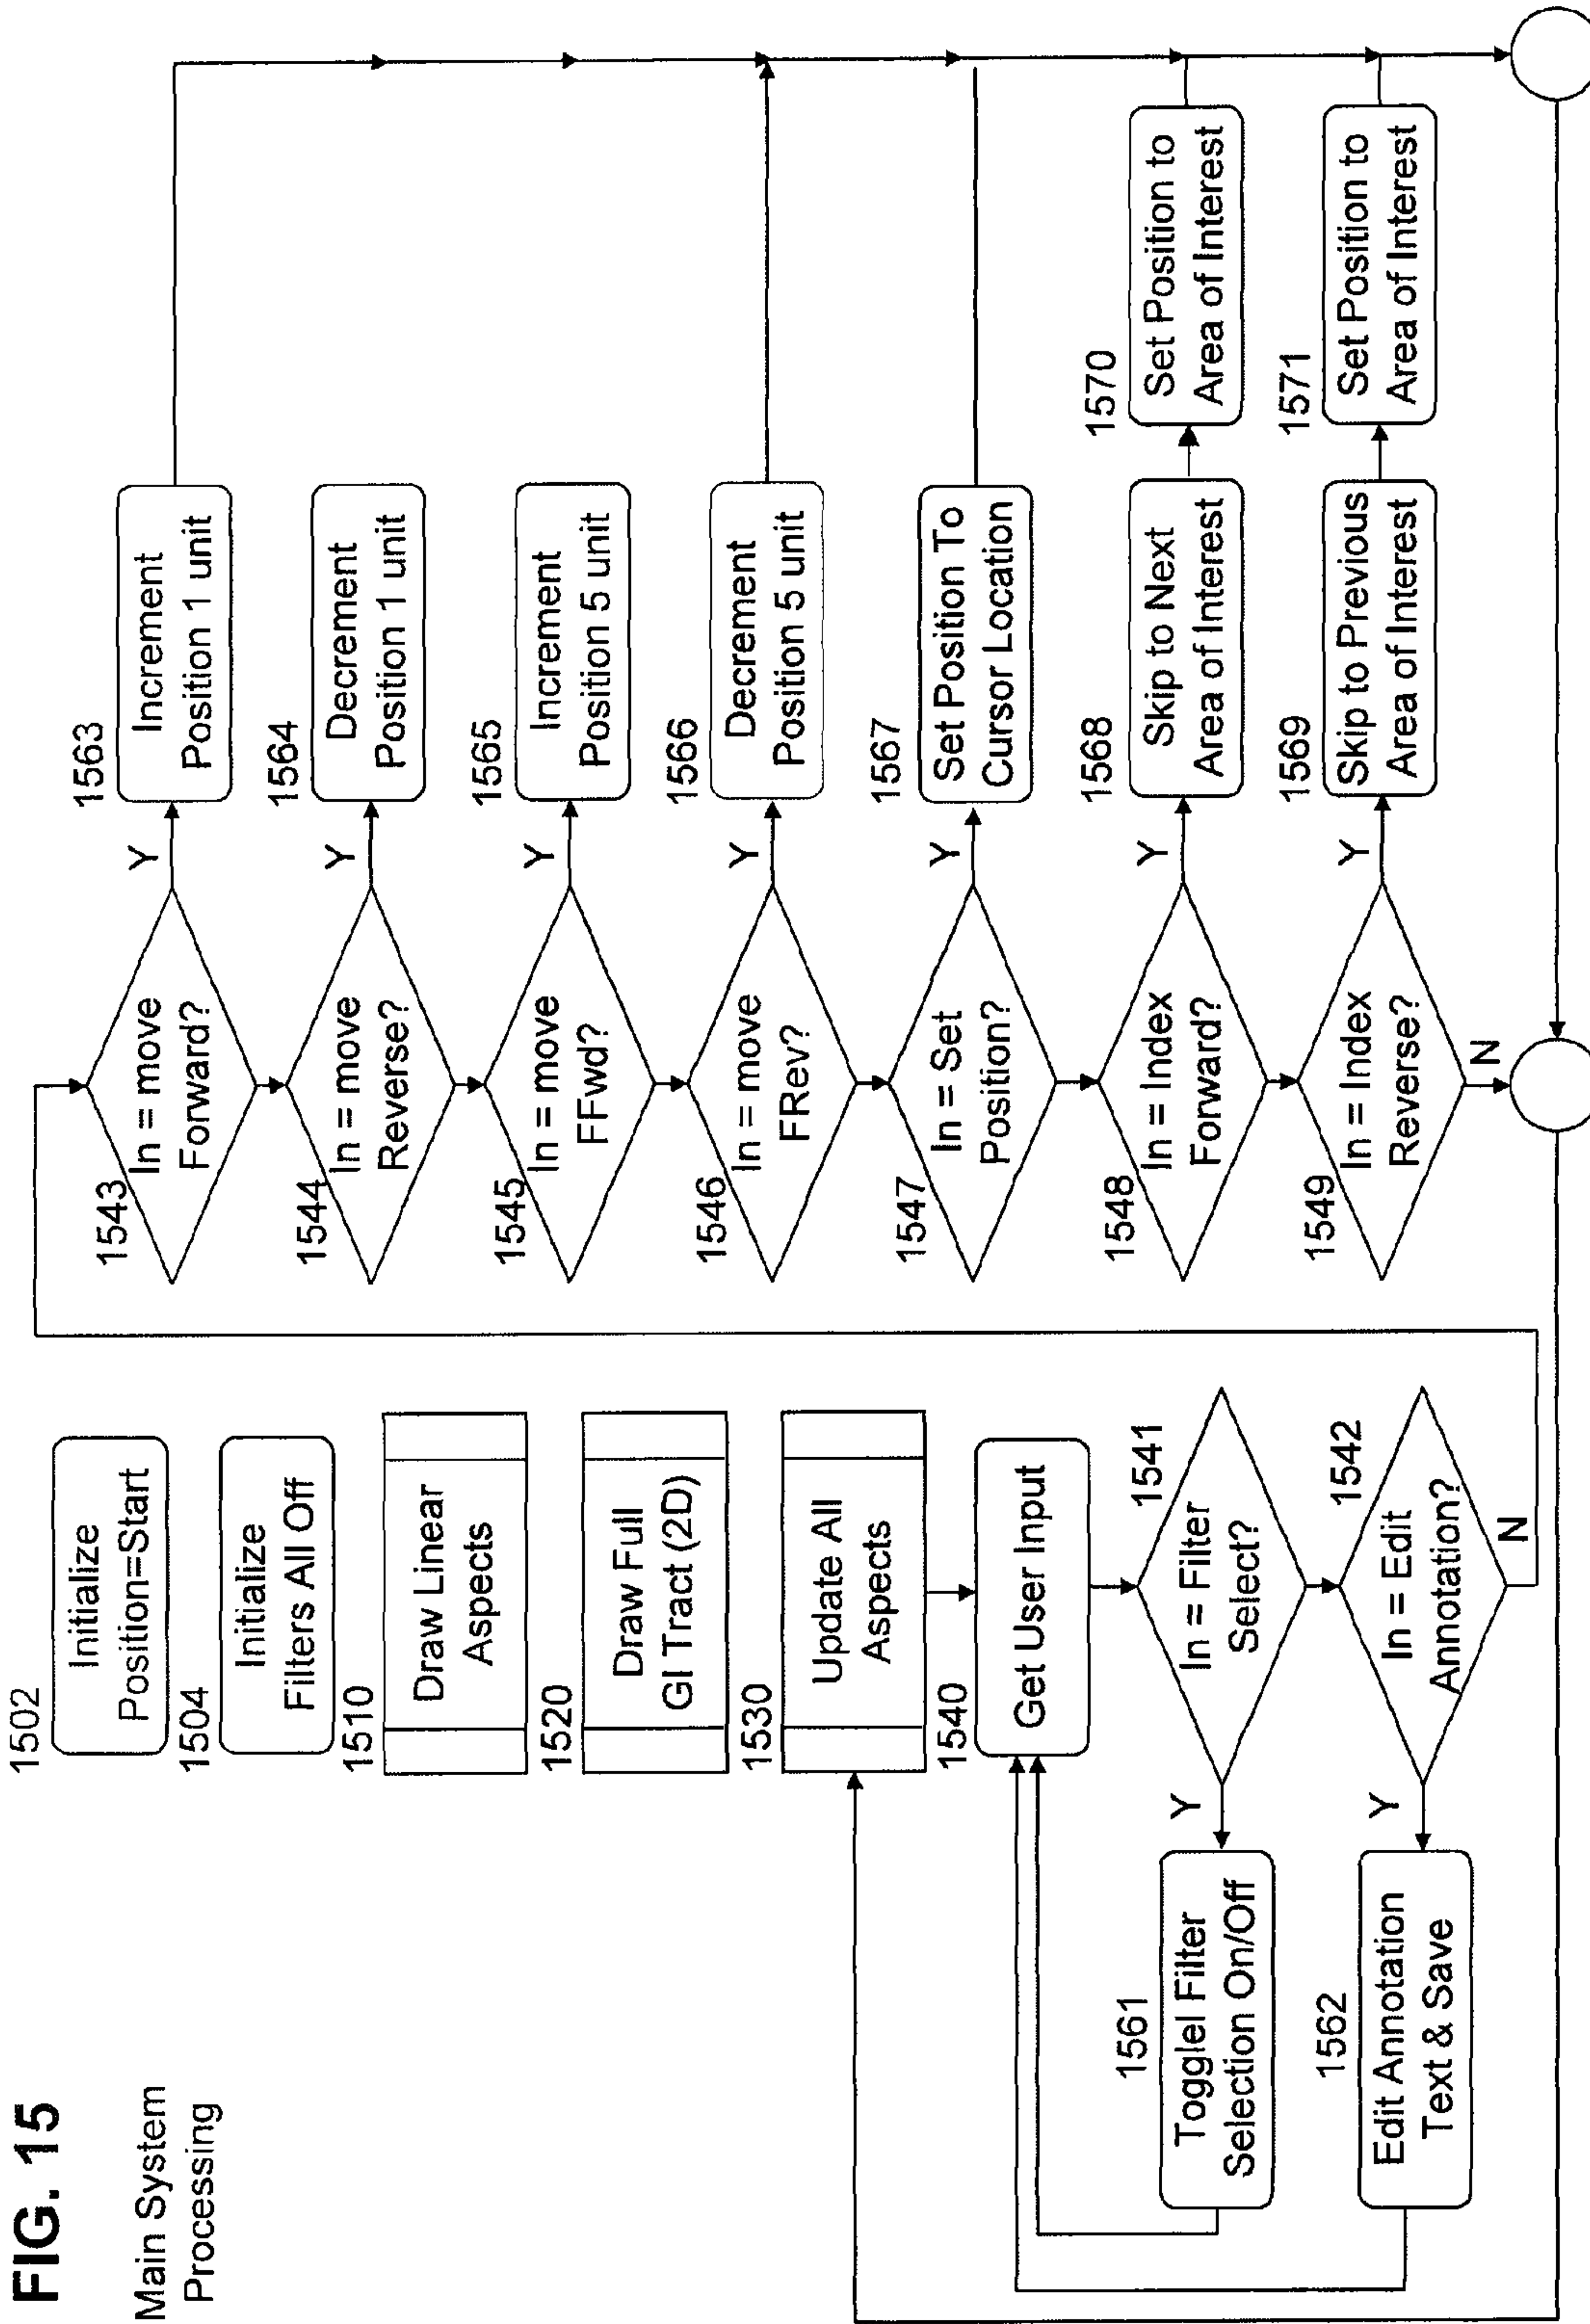 FIG. 15
Main System
Processing
1502
Initialize
Position=Start
1504
Initialize
Filters All Off
1510
Draw Linear
Aspects
1520
Draw Full
GI Tract (2D)
1530
Update All
Aspects
1540
Get User Input
1541
In = Filter
Select?
Y
1561
Togglel Filter
Selection On/Off
1542
In = Edit
Annotation?
Y
N
1562
Edit Annotation
Text & Save
1543
In = move
Forward?
Y
1563
Increment
Position 1 unit
1544
In = move
Reverse?
Y
1564
Decrement
Position 1 unit
1545
In = move
FFwd?
Y
1565
Increment
Position 5 unit
1546
In = move
FRev?
Y
1566
Decrement
Position 5 unit
1547
In = Set
Position?
Y
1567
Set Position To
Cursor Location
1548
In = Index
Forward?
Y
1568
Skip to Next
Area of Interest
1570
Set Position to
Area of Interest
1549
In = Index
Reverse?
Y
N
1569
Skip to Previous
Area of Interest
1571
Set Position to
Area of Interest